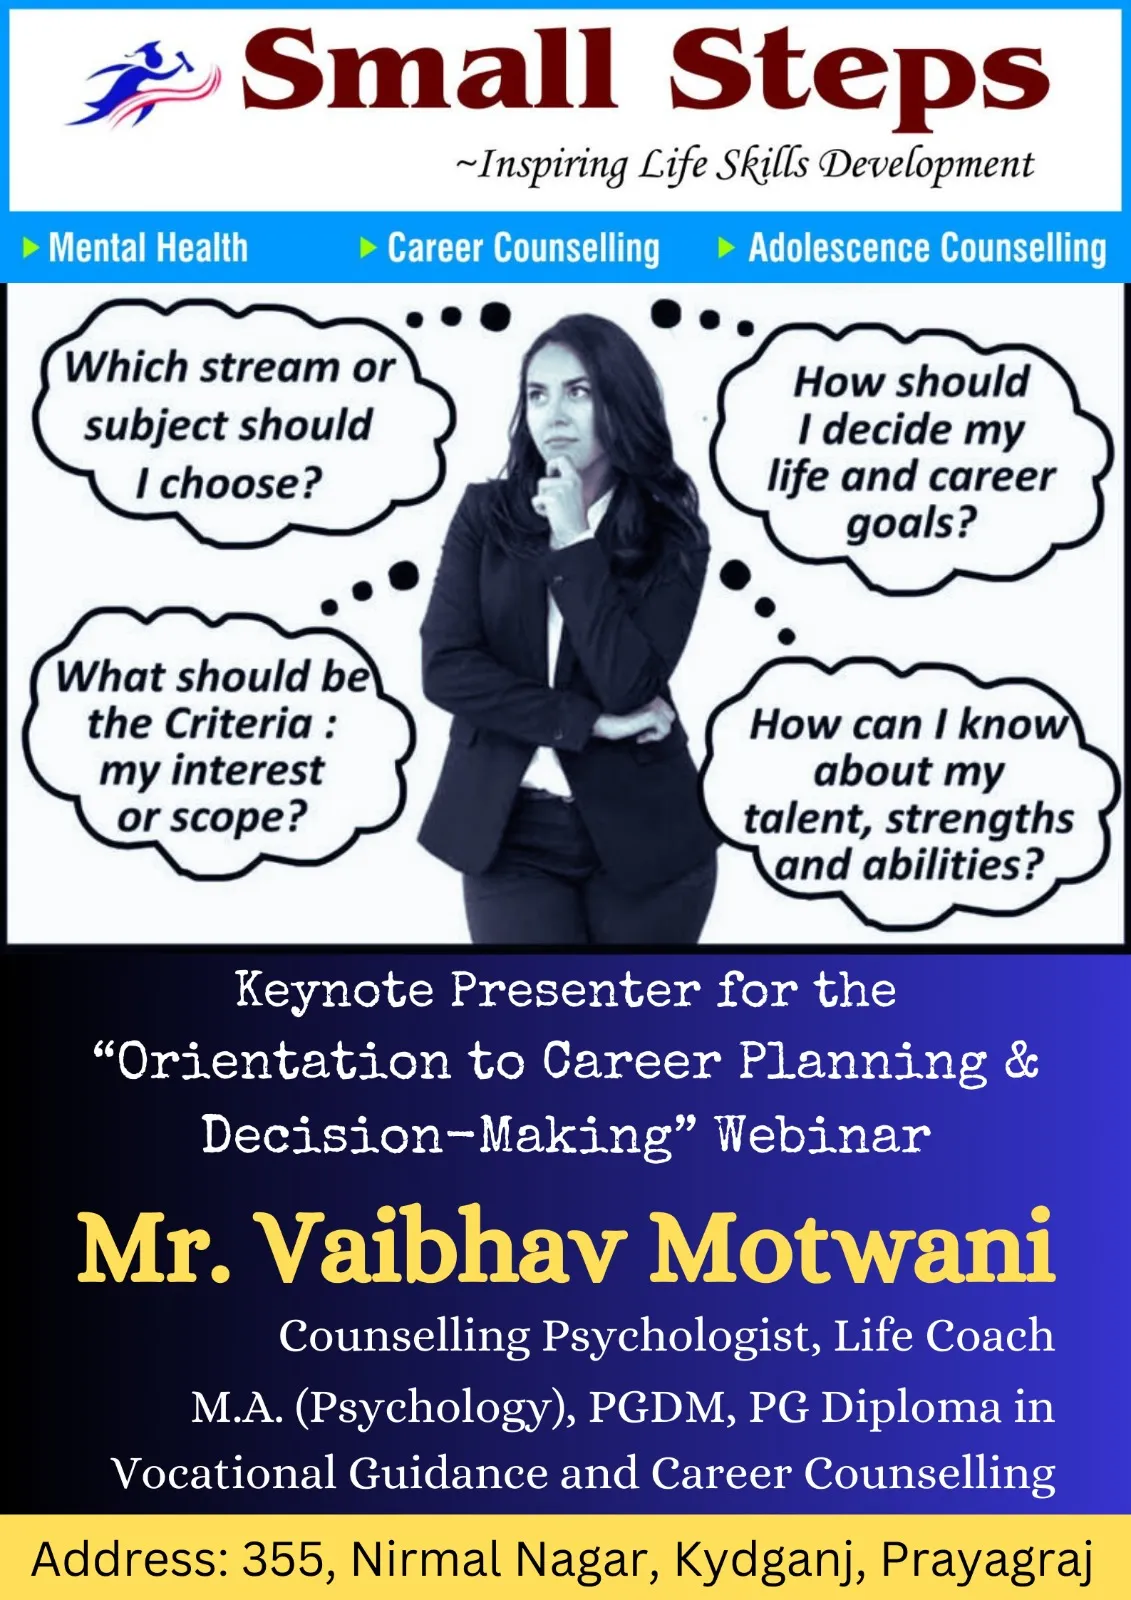 Small Steps
~Inspiring Life Skills Development
Mental Health
Career Counselling
Adolescence Counselling
Which stream or
subject should
I choose?
How should
I decide my
life and career
goals?
What should be
the Criteria :
my interest
or scope?
How can I know
about my
talent, strengths
and abilities?
Keynote Presenter for the
“Orientation to Career Planning &
Decision-Making” Webinar
Mr. Vaibhav Motwani
Counselling Psychologist, Life Coach
M.A. (Psychology), PGDM, PG Diploma in
Vocational Guidance and Career Counselling
Address: 355, Nirmal Nagar, Kydganj, Prayagraj